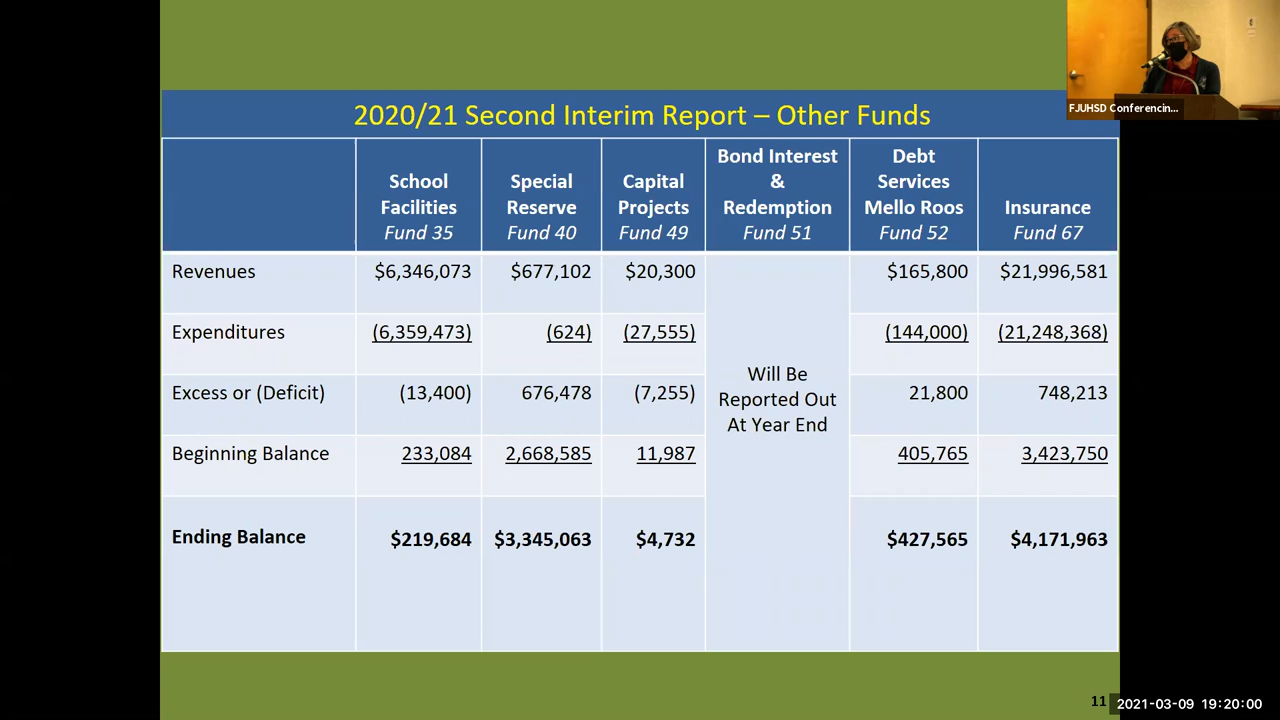 FJUHSD Conferencin...
2020/21 Second Interim Report – Other Funds
School Facilities Fund 35
Special Reserve Fund 40
Capital Projects Fund 49
Bond Interest & Redemption Fund 51
Debt Services Mello Roos Fund 52
Insurance Fund 67
Revenues $6,346,073 $677,102 $20,300 $165,800 $21,996,581
Expenditures (6,359,473) (624) (27,555) (144,000) (21,248,368)
Excess or (Deficit) (13,400) 676,478 (7,255) 21,800 748,213
Will Be
Reported Out
At Year End
Beginning Balance 233,084 2,668,585 11,987 405,765 3,423,750
Ending Balance $219,684 $3,345,063 $4,732 $427,565 $4,171,963
11
2021-03-09 19:20:00